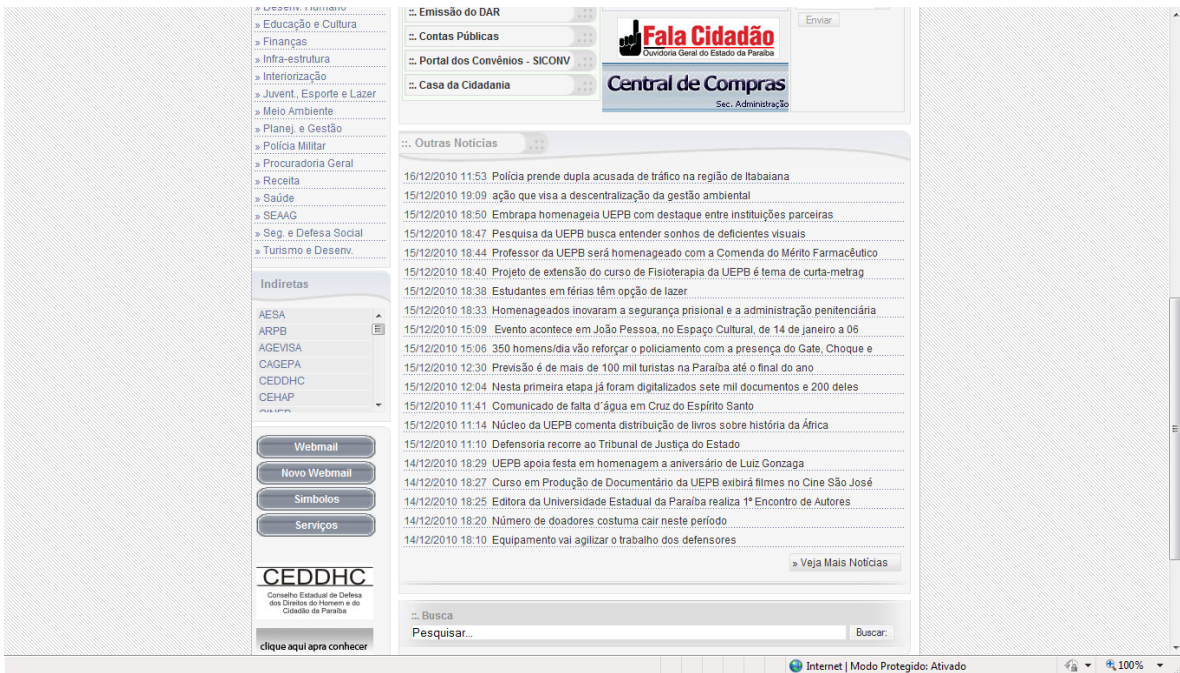 » Desenv. Humano
» Educação e Cultura
» Finanças
» Infra-estrutura
» Interiorização
» Juvent., Esporte e Lazer
» Meio Ambiente
» Planej. e Gestão
» Polícia Militar
» Procuradoria Geral
» Receita
» Saúde
» SEAAG
» Seg. e Defesa Social
» Turismo e Desenv.
Indiretas
AESA
ARPB
AGEVISA
CAGEPA
CEDDHC
CEHAP
CINEP
Webmail
Novo Webmail
Simbolos
Serviços
CEDDHC
Conselho Estadual de Defesa
dos Direitos do Homem e do
Cidadão da Paraíba
clique aqui apra conhecer
::. Emissão do DAR
::. Contas Públicas
::. Portal dos Convênios - SICONV
::. Casa da Cidadania
Fala Cidadão
Ouvidoria Geral do Estado da Paraíba
Central de Compras
Sec. Administração
Enviar
::. Outras Notícias
16/12/2010 11:53 Polícia prende dupla acusada de tráfico na região de Itabaiana
15/12/2010 19:09 ação que visa a descentralização da gestão ambiental
15/12/2010 18:50 Embrapa homenageia UEPB com destaque entre instituições parceiras
15/12/2010 18:47 Pesquisa da UEPB busca entender sonhos de deficientes visuais
15/12/2010 18:44 Professor da UEPB será homenageado com a Comenda do Mérito Farmacêutico
15/12/2010 18:40 Projeto de extensão do curso de Fisioterapia da UEPB é tema de curta-metrag
15/12/2010 18:38 Estudantes em férias têm opção de lazer
15/12/2010 18:33 Homenageados inovaram a segurança prisional e a administração penitenciária
15/12/2010 15:09 Evento acontece em João Pessoa, no Espaço Cultural, de 14 de janeiro a 06
15/12/2010 15:06 350 homens/dia vão reforçar o policiamento com a presença do Gate, Choque e
15/12/2010 12:30 Previsão é de mais de 100 mil turistas na Paraíba até o final do ano
15/12/2010 12:04 Nesta primeira etapa já foram digitalizados sete mil documentos e 200 deles
15/12/2010 11:41 Comunicado de falta d´água em Cruz do Espírito Santo
15/12/2010 11:14 Núcleo da UEPB comenta distribuição de livros sobre história da África
15/12/2010 11:10 Defensoria recorre ao Tribunal de Justiça do Estado
14/12/2010 18:29 UEPB apoia festa em homenagem a aniversário de Luiz Gonzaga
14/12/2010 18:27 Curso em Produção de Documentário da UEPB exibirá filmes no Cine São José
14/12/2010 18:25 Editora da Universidade Estadual da Paraíba realiza 1º Encontro de Autores
14/12/2010 18:20 Número de doadores costuma cair neste período
14/12/2010 18:10 Equipamento vai agilizar o trabalho dos defensores
» Veja Mais Notícias
::. Busca
Pesquisar...
Buscar:
Internet | Modo Protegido: Ativado
100%